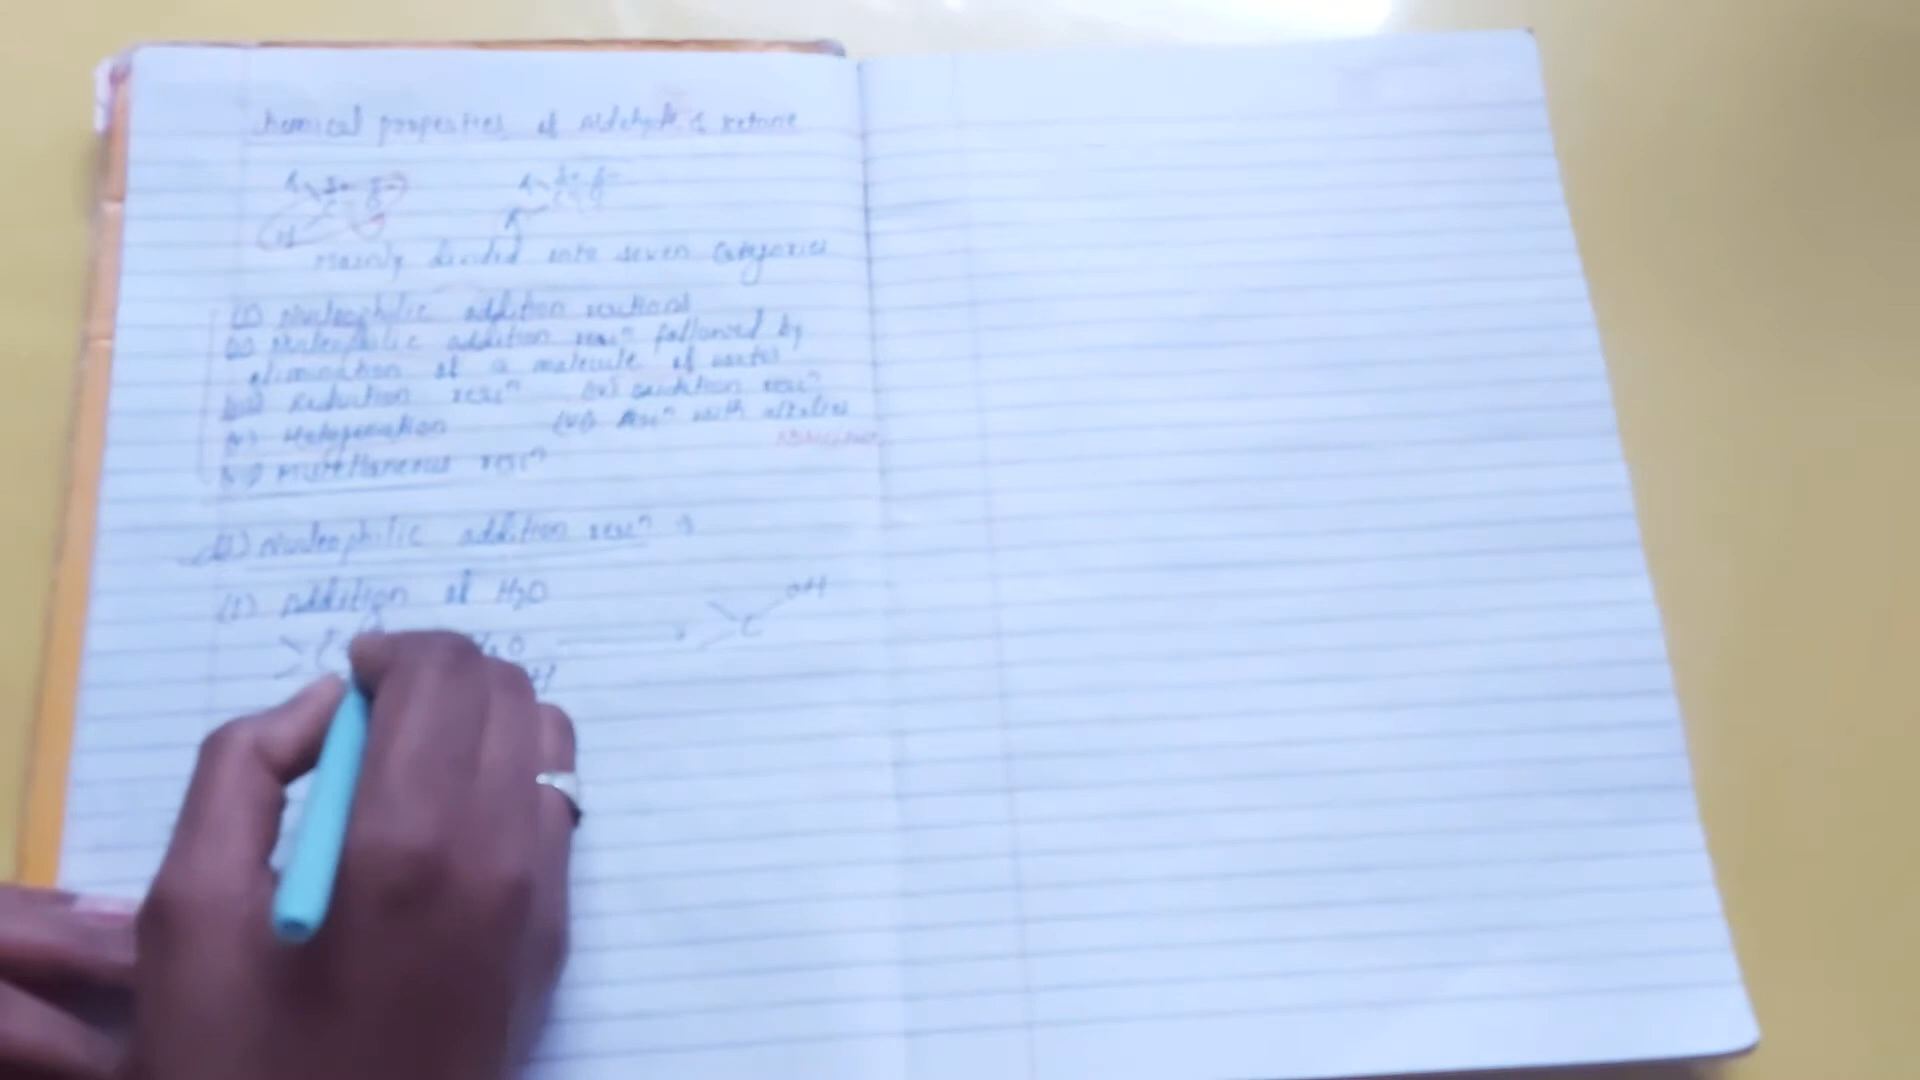 Chemical properties of Aldehyde & ketone
R δ+ δ-
C O
H
R δ+ δ-
C O
R
Mainly divided into seven Categories
(i) Nucleophilic addition reactions
(ii) Nucleophilic addition reacn followed by
elimination of a molecule of water
(iii) Reduction reacn (iv) oxidation reacn
(v) Halogenation (vi) Reacn with alkalies
miscellaneous reacn
(I) Nucleophilic addition reacn →
(1) Addition of H2O
C H2O → C OH